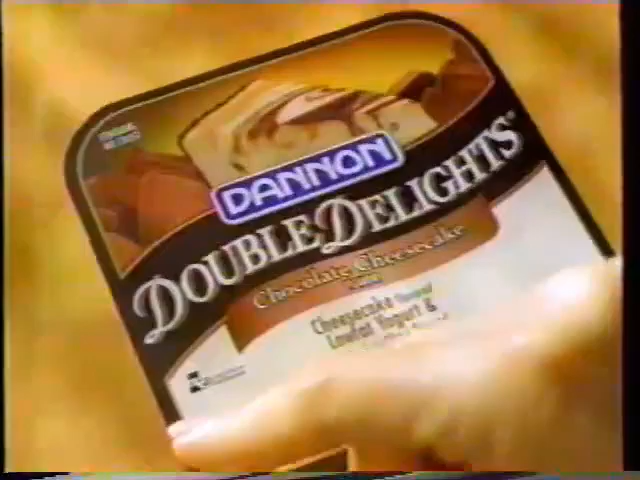 DANNON
DOUBLE DELIGHTS
Chocolate Cheesecake
Cheesecake
Lowfat Yogurt &